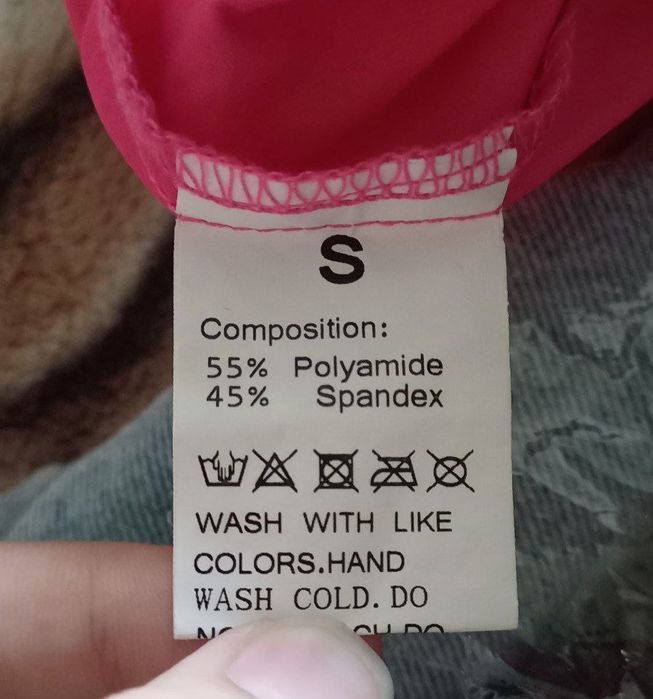 S
Composition:
55% Polyamide
45% Spandex
WASH WITH LIKE
COLORS.HAND
WASH COLD. DO